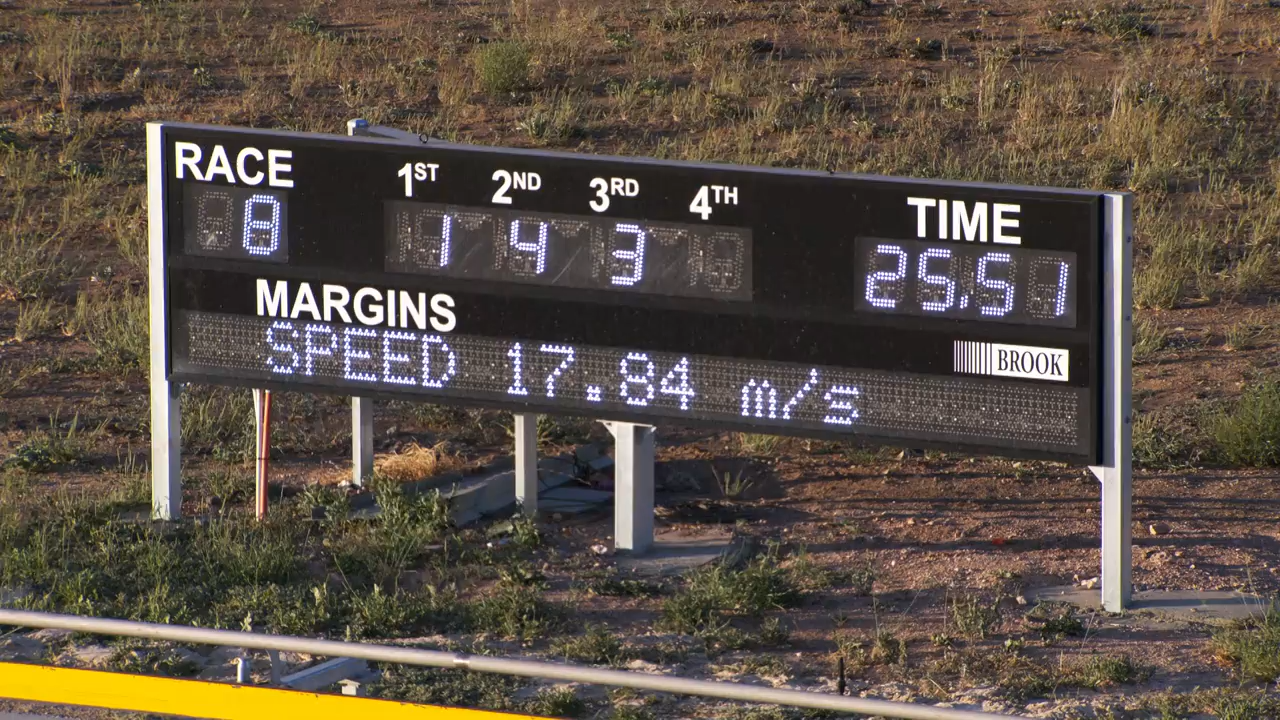 RACE 1ST 2ND 3RD 4TH TIME
8 1 4 3 25.51
MARGINS
BROOK
SPEED 17.84 m/s